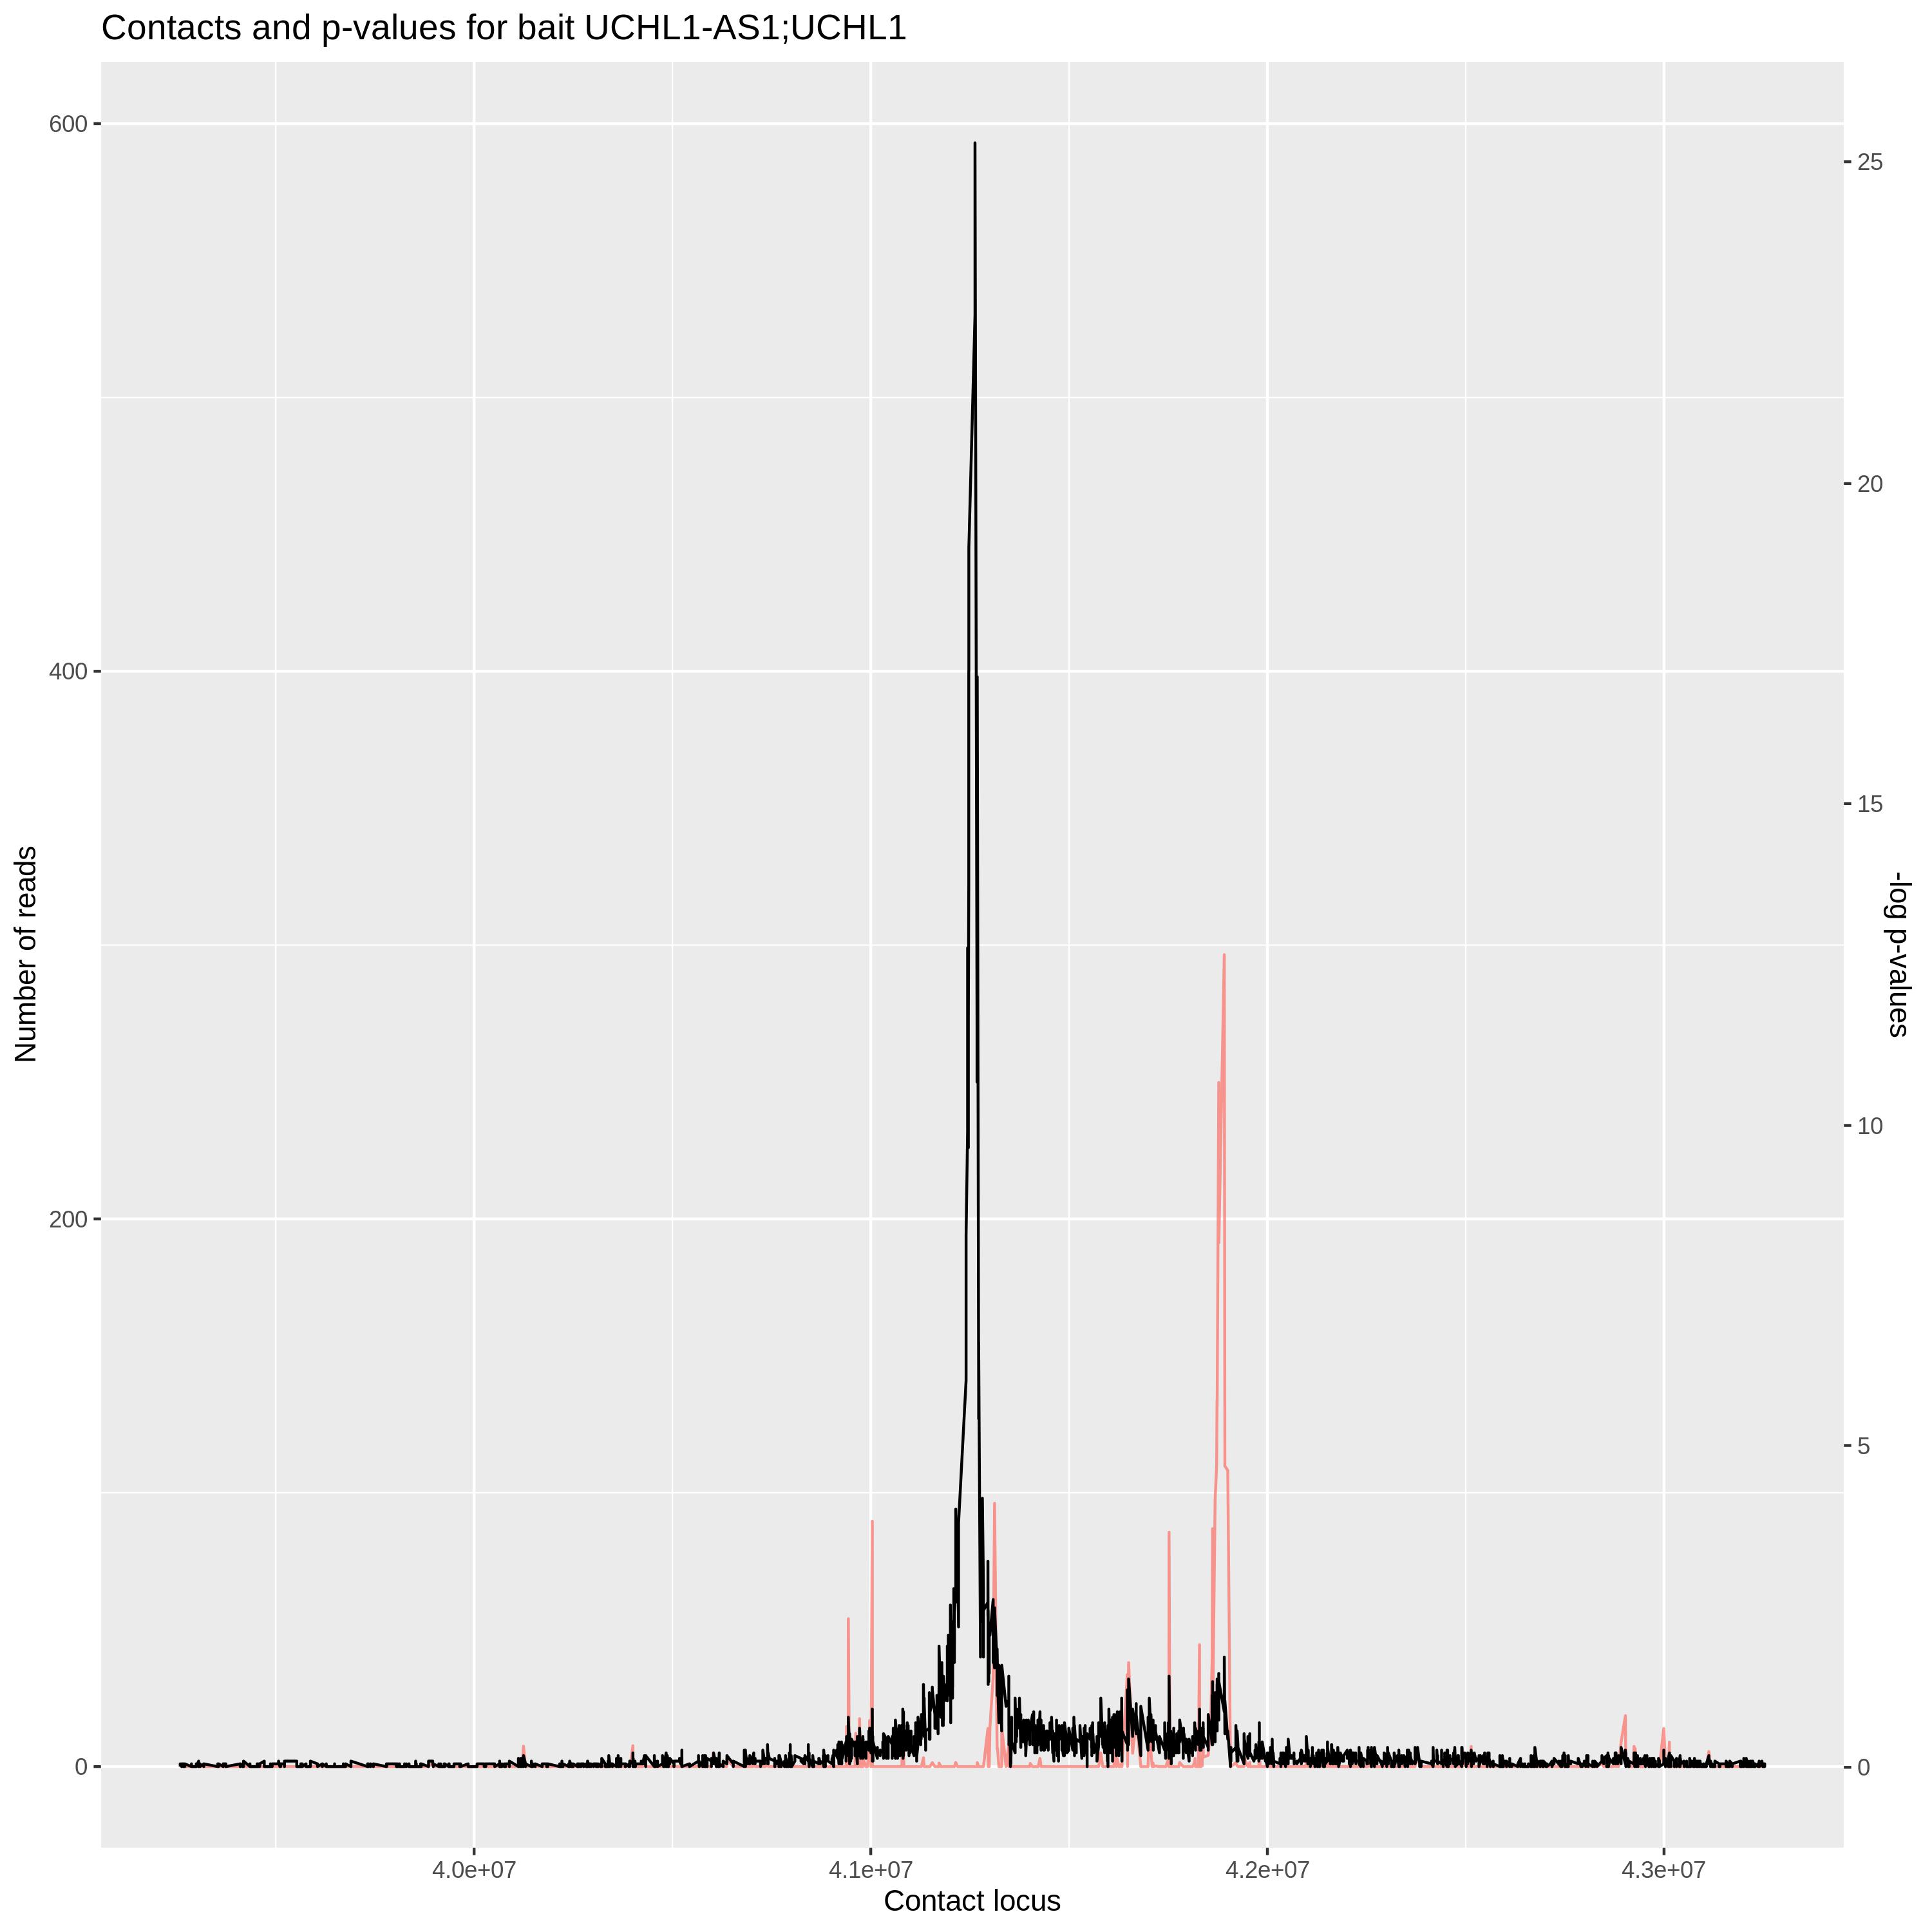 Contacts and p-values for bait UCHL1-AS1;UCHL1
600
400
200
0
Number of reads
25
20
15
10
5
0
-log p-values
4.0e+07 4.1e+07 4.2e+07 4.3e+07
Contact locus